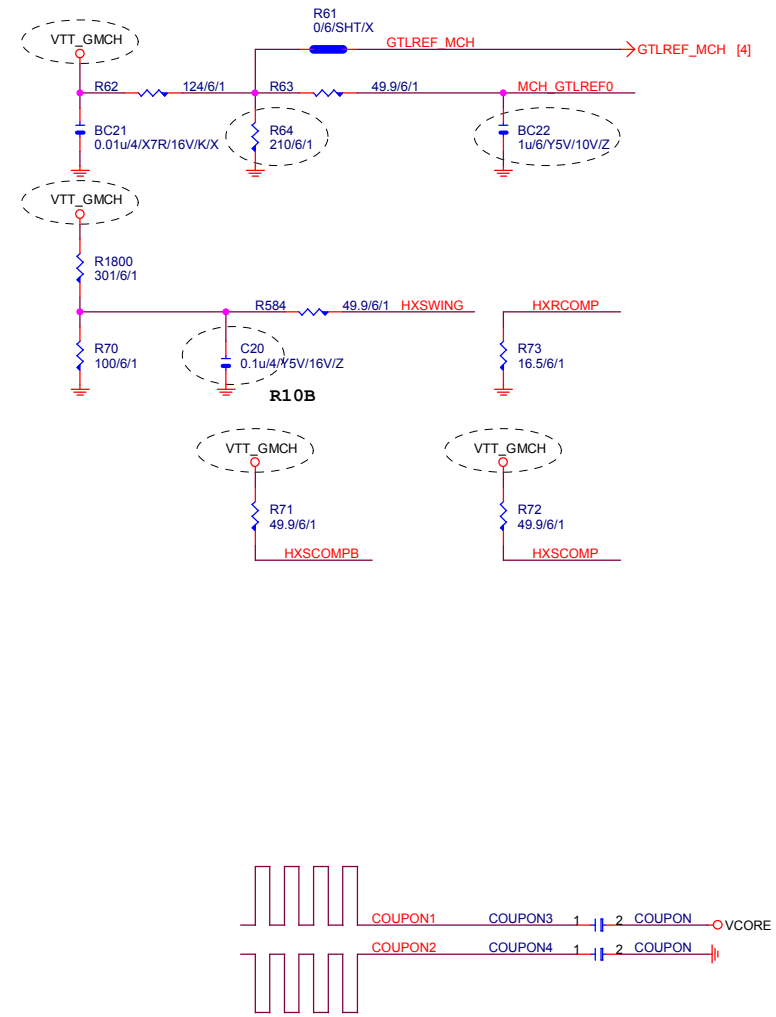 R61
0/6/SHT/X
VTT_GMCH
GTLREF_MCH
GTLREF_MCH [4]
R62 124/6/1 R63 49.9/6/1 MCH_GTLREF0
BC21
0.01u/4/X7R/16V/K/X
R64
210/6/1
BC22
1u/6/Y5V/10V/Z
VTT_GMCH
R1800
301/6/1
R584 49.9/6/1 HXSWING
HXRCOMP
R70
100/6/1
C20
0.1u/4/Y5V/16V/Z
R73
16.5/6/1
R10B
VTT_GMCH
VTT_GMCH
R71
49.9/6/1
R72
49.9/6/1
HXSCOMPB
HXSCOMP
COUPON1 COUPON3 1 2 COUPON VCORE
COUPON2 COUPON4 1 2 COUPON